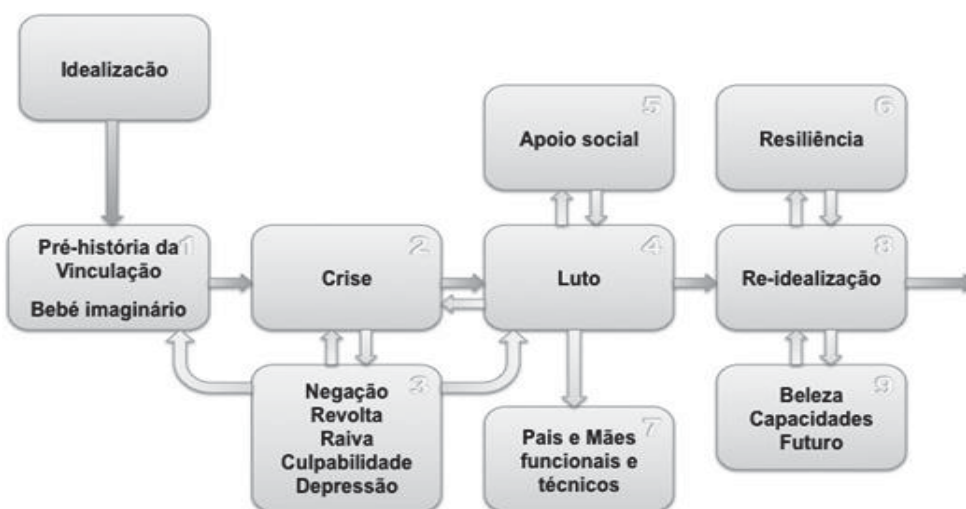 Idealizacão
5
Apoio social
6
Resiliência
1
Pré-história da
Vinculação
Bebé imaginário
2
Crise
4
Luto
8
Re-idealização
3
Negação
Revolta
Raiva
Culpabilidade
Depressão
7
Pais e Mães
funcionais e
técnicos
9
Beleza
Capacidades
Futuro